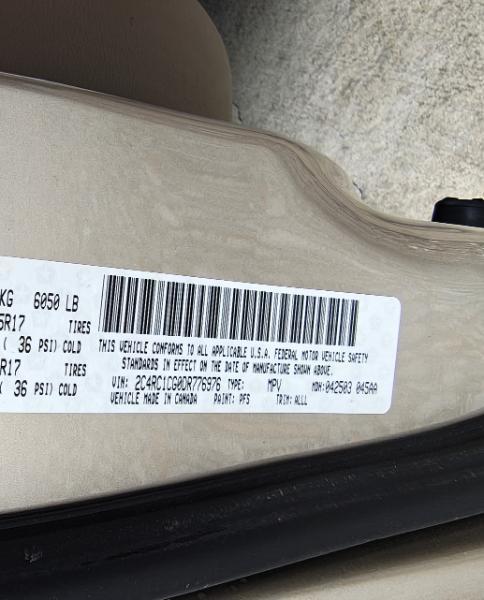 KG 6050 LB
5R17 TIRES
( 36 PSI) COLD
R17 TIRES
( 36 PSI) COLD
THIS VEHICLE CONFORMS TO ALL APPLICABLE U.S.A. FEDERAL MOTOR VEHICLE SAFETY
STANDARDS IN EFFECT ON THE DATE OF MANUFACTURE SHOWN ABOVE.
VIN: 2C4RC1CG0DR776976 TYPE: MPV MDH: 042503 045AA
VEHICLE MADE IN CANADA PAINT: PFS TRIM: ALLL